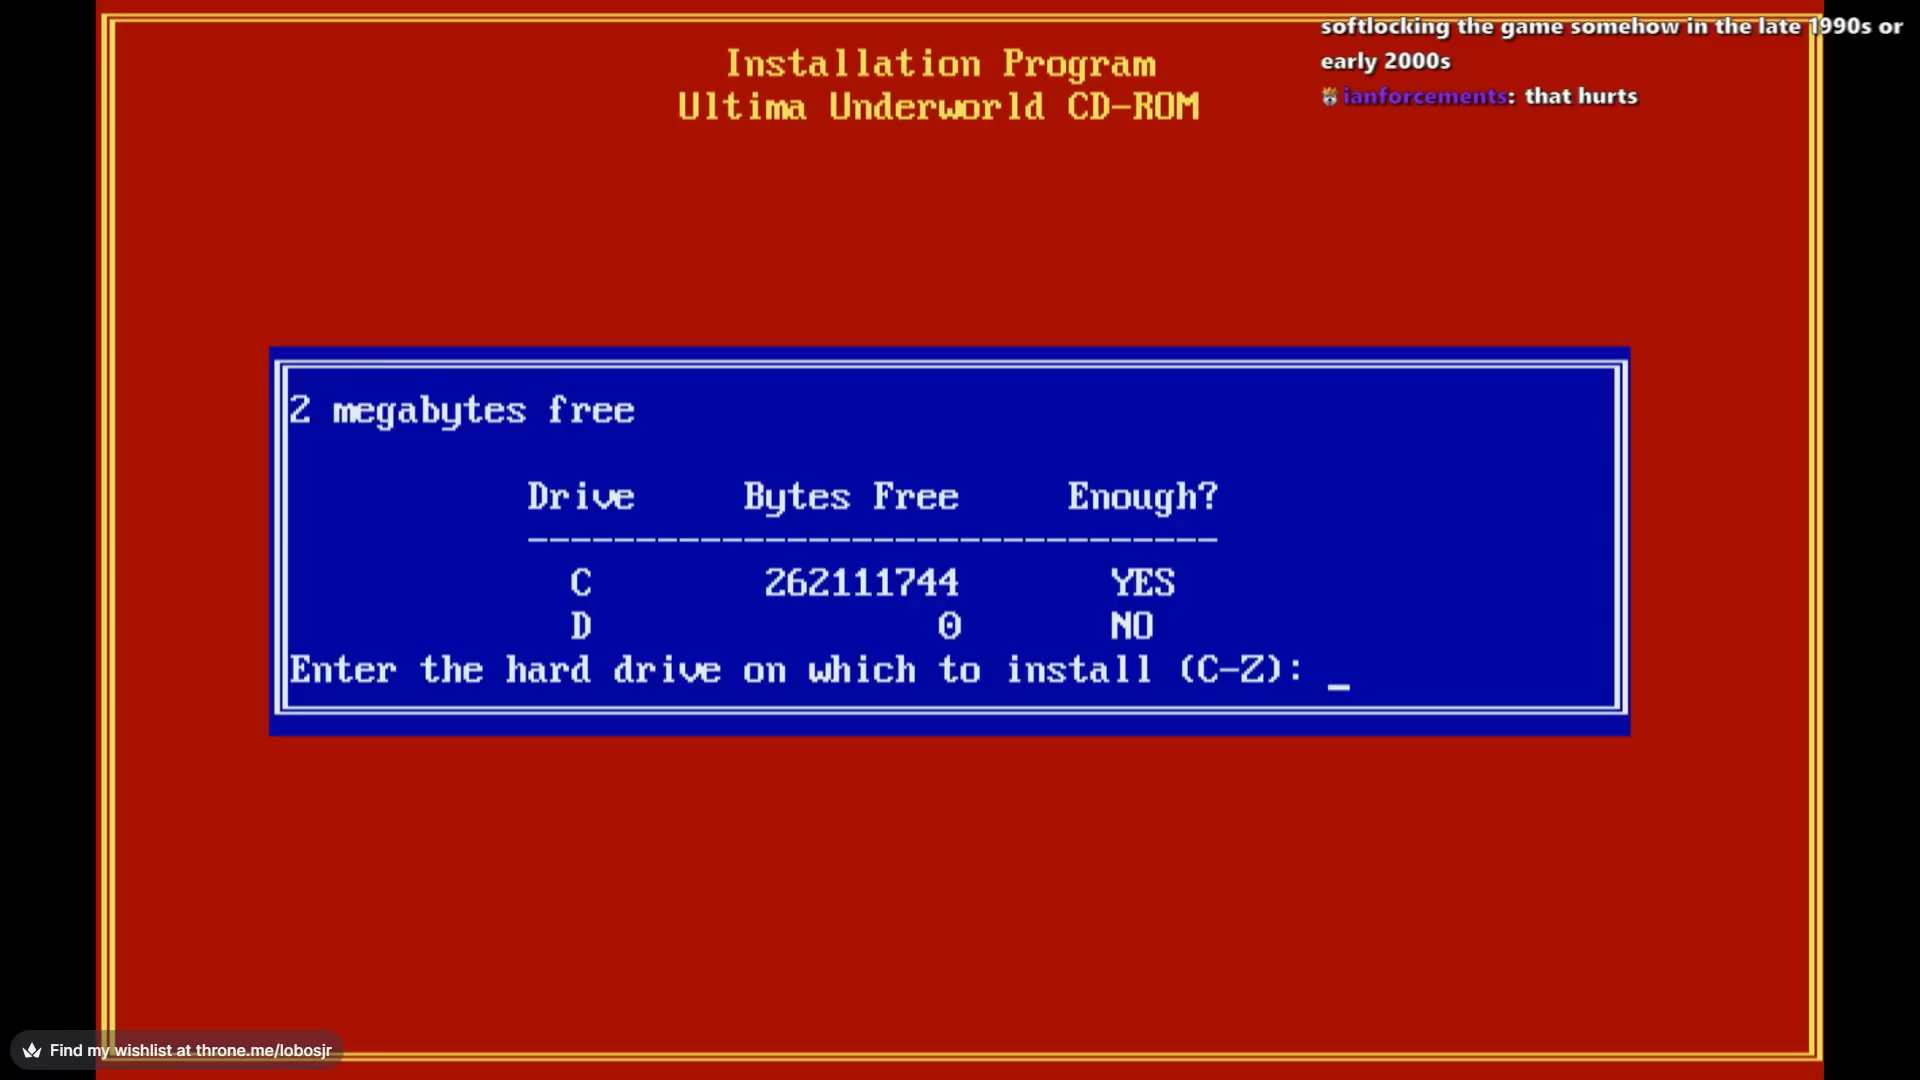 softlocking the game somehow in the late 1990s or
early 2000s
ianforcements: that hurts
Installation Program
Ultima Underworld CD-ROM
2 megabytes free
Drive Bytes Free Enough?
--------------------------------
C 262111744 YES
D 0 NO
Enter the hard drive on which to install (C-Z): _
Find my wishlist at throne.me/lobosjr